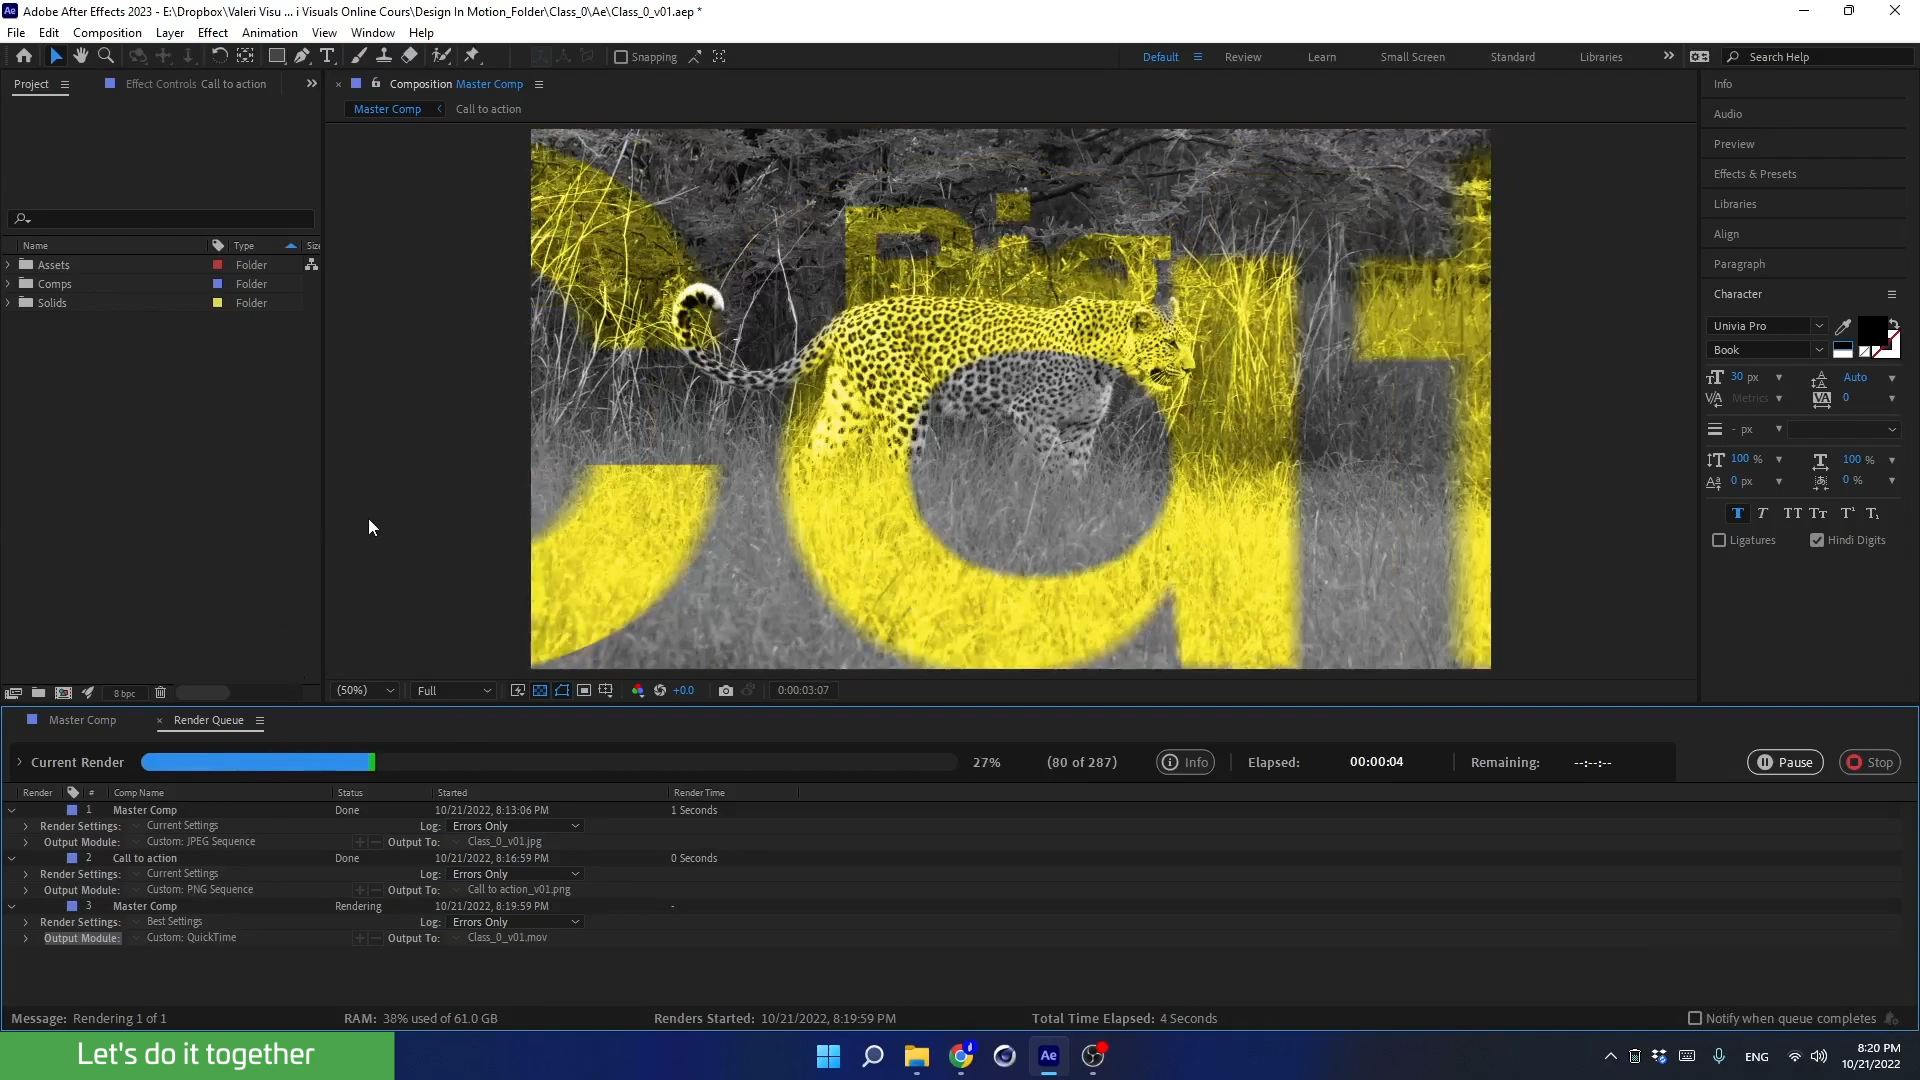 Adobe After Effects 2023 - E:\Dropbox\Valeri Visu ... i Visuals Online Cours\Design In Motion_Folder\Class_0\Ae\Class_0_v01.aep *
File Edit Composition Layer Effect Animation View Window Help
Snapping Default Review Learn Small Screen Standard Libraries Search Help
Project Effect Controls Call to action Composition Master Comp
Master Comp Call to action
Info
Audio
Preview
Effects & Presets
Libraries
Align
Paragraph
Character
Univia Pro
Book
30 px Auto
Metrics 0
- px
100 % 100 %
0 px 0 %
Ligatures Hindi Digits
Name Type Size
Assets Folder
Comps Folder
Solids Folder
8 bpc
(50%) Full +0.0 0:00:03:07
Master Comp Render Queue
Current Render 27% (80 of 287) Info Elapsed: 00:00:04 Remaining: --:--:-- Pause Stop
Render # Comp Name Status Started Render Time
1 Master Comp Done 10/21/2022, 8:13:06 PM 1 Seconds
Render Settings: Current Settings Log: Errors Only
Output Module: Custom: JPEG Sequence Output To: Class_0_v01.jpg
2 Call to action Done 10/21/2022, 8:16:59 PM 0 Seconds
Render Settings: Current Settings Log: Errors Only
Output Module: Custom: PNG Sequence Output To: Call to action_v01.png
3 Master Comp Rendering 10/21/2022, 8:19:59 PM -
Render Settings: Best Settings Log: Errors Only
Output Module: Custom: QuickTime Output To: Class_0_v01.mov
Message: Rendering 1 of 1 RAM: 38% used of 61.0 GB Renders Started: 10/21/2022, 8:19:59 PM Total Time Elapsed: 4 Seconds Notify when queue completes
Let's do it together
Ae
ENG
8:20 PM
10/21/2022